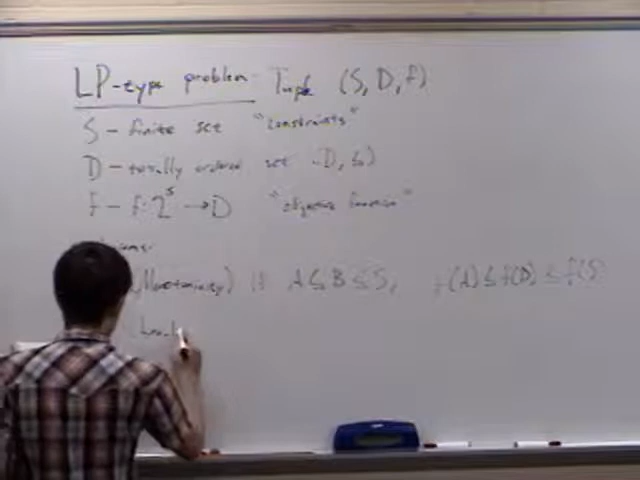 LP-type problem - Tuple (S, D, f)
S - finite set "constraints"
D - totally ordered set (D, ≤)
f - f: 2^S → D "objective function"
(Monotonicity) If A ⊆ B ⊆ S, f(A) ≤ f(B) ≤ f(S)